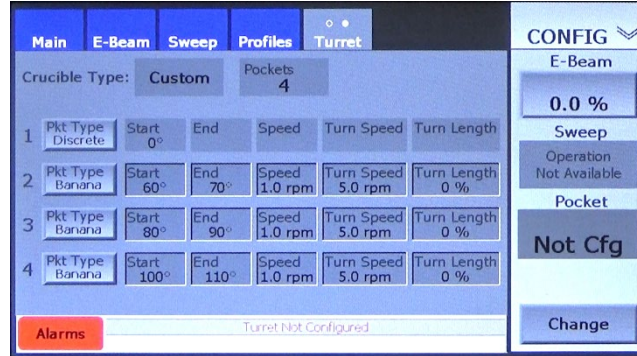 Main E-Beam Sweep Profiles Turret
CONFIG
Crucible Type: Custom
Pockets
4
E-Beam
0.0 %
Sweep
Operation
Not Available
Pocket
Not Cfg
Change
1 Pkt Type Start End Speed Turn Speed Turn Length
Discrete 0°
2 Pkt Type Start End Speed Turn Speed Turn Length
Banana 60° 70° 1.0 rpm 5.0 rpm 0 %
3 Pkt Type Start End Speed Turn Speed Turn Length
Banana 80° 90° 1.0 rpm 5.0 rpm 0 %
4 Pkt Type Start End Speed Turn Speed Turn Length
Banana 100° 110° 1.0 rpm 5.0 rpm 0 %
Alarms Turret Not Configured